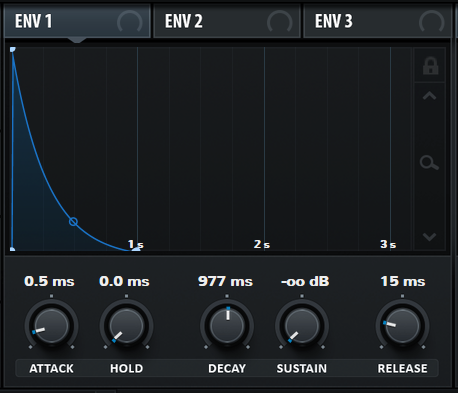 ENV 1 ENV 2 ENV 3
1 s 2 s 3 s
0.5 ms 0.0 ms 977 ms -oo dB 15 ms
ATTACK HOLD DECAY SUSTAIN RELEASE